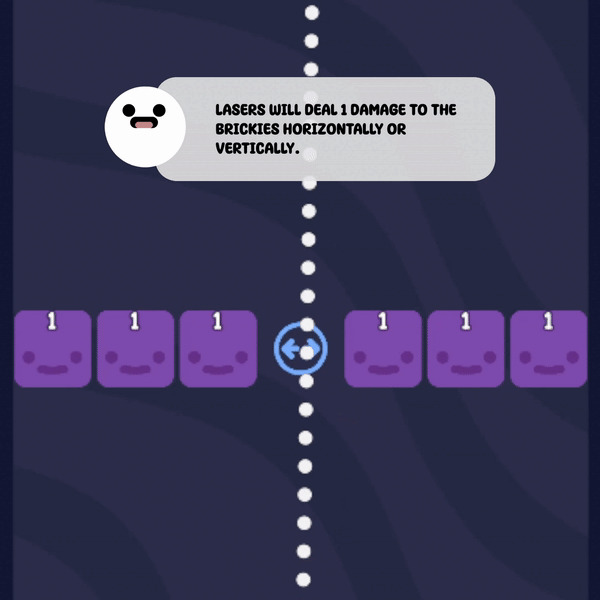 LASERS WILL DEAL 1 DAMAGE TO THE
BRICKIES HORIZONTALLY OR
VERTICALLY.
1 1 1 1 1 1